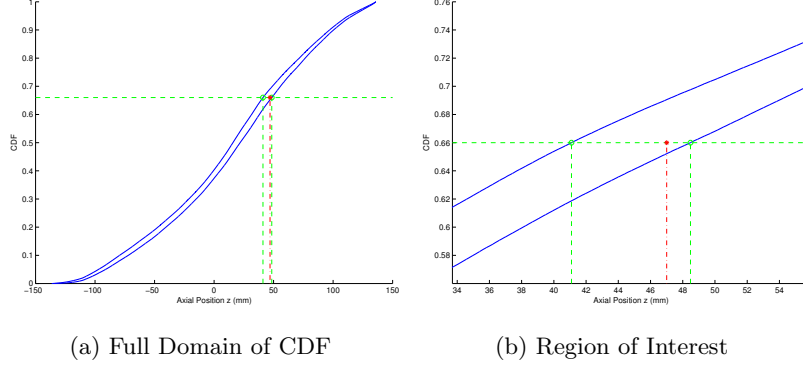 1
0.9
0.8
0.7
0.6
0.5
0.4
0.3
0.2
0.1
0
CDF
−150 −100 −50 0 50 100 150
Axial Position z (mm)
(a) Full Domain of CDF
0.76
0.74
0.72
0.7
0.68
0.66
0.64
0.62
0.6
0.58
CDF
34 36 38 40 42 44 46 48 50 52 54
Axial Position z (mm)
(b) Region of Interest